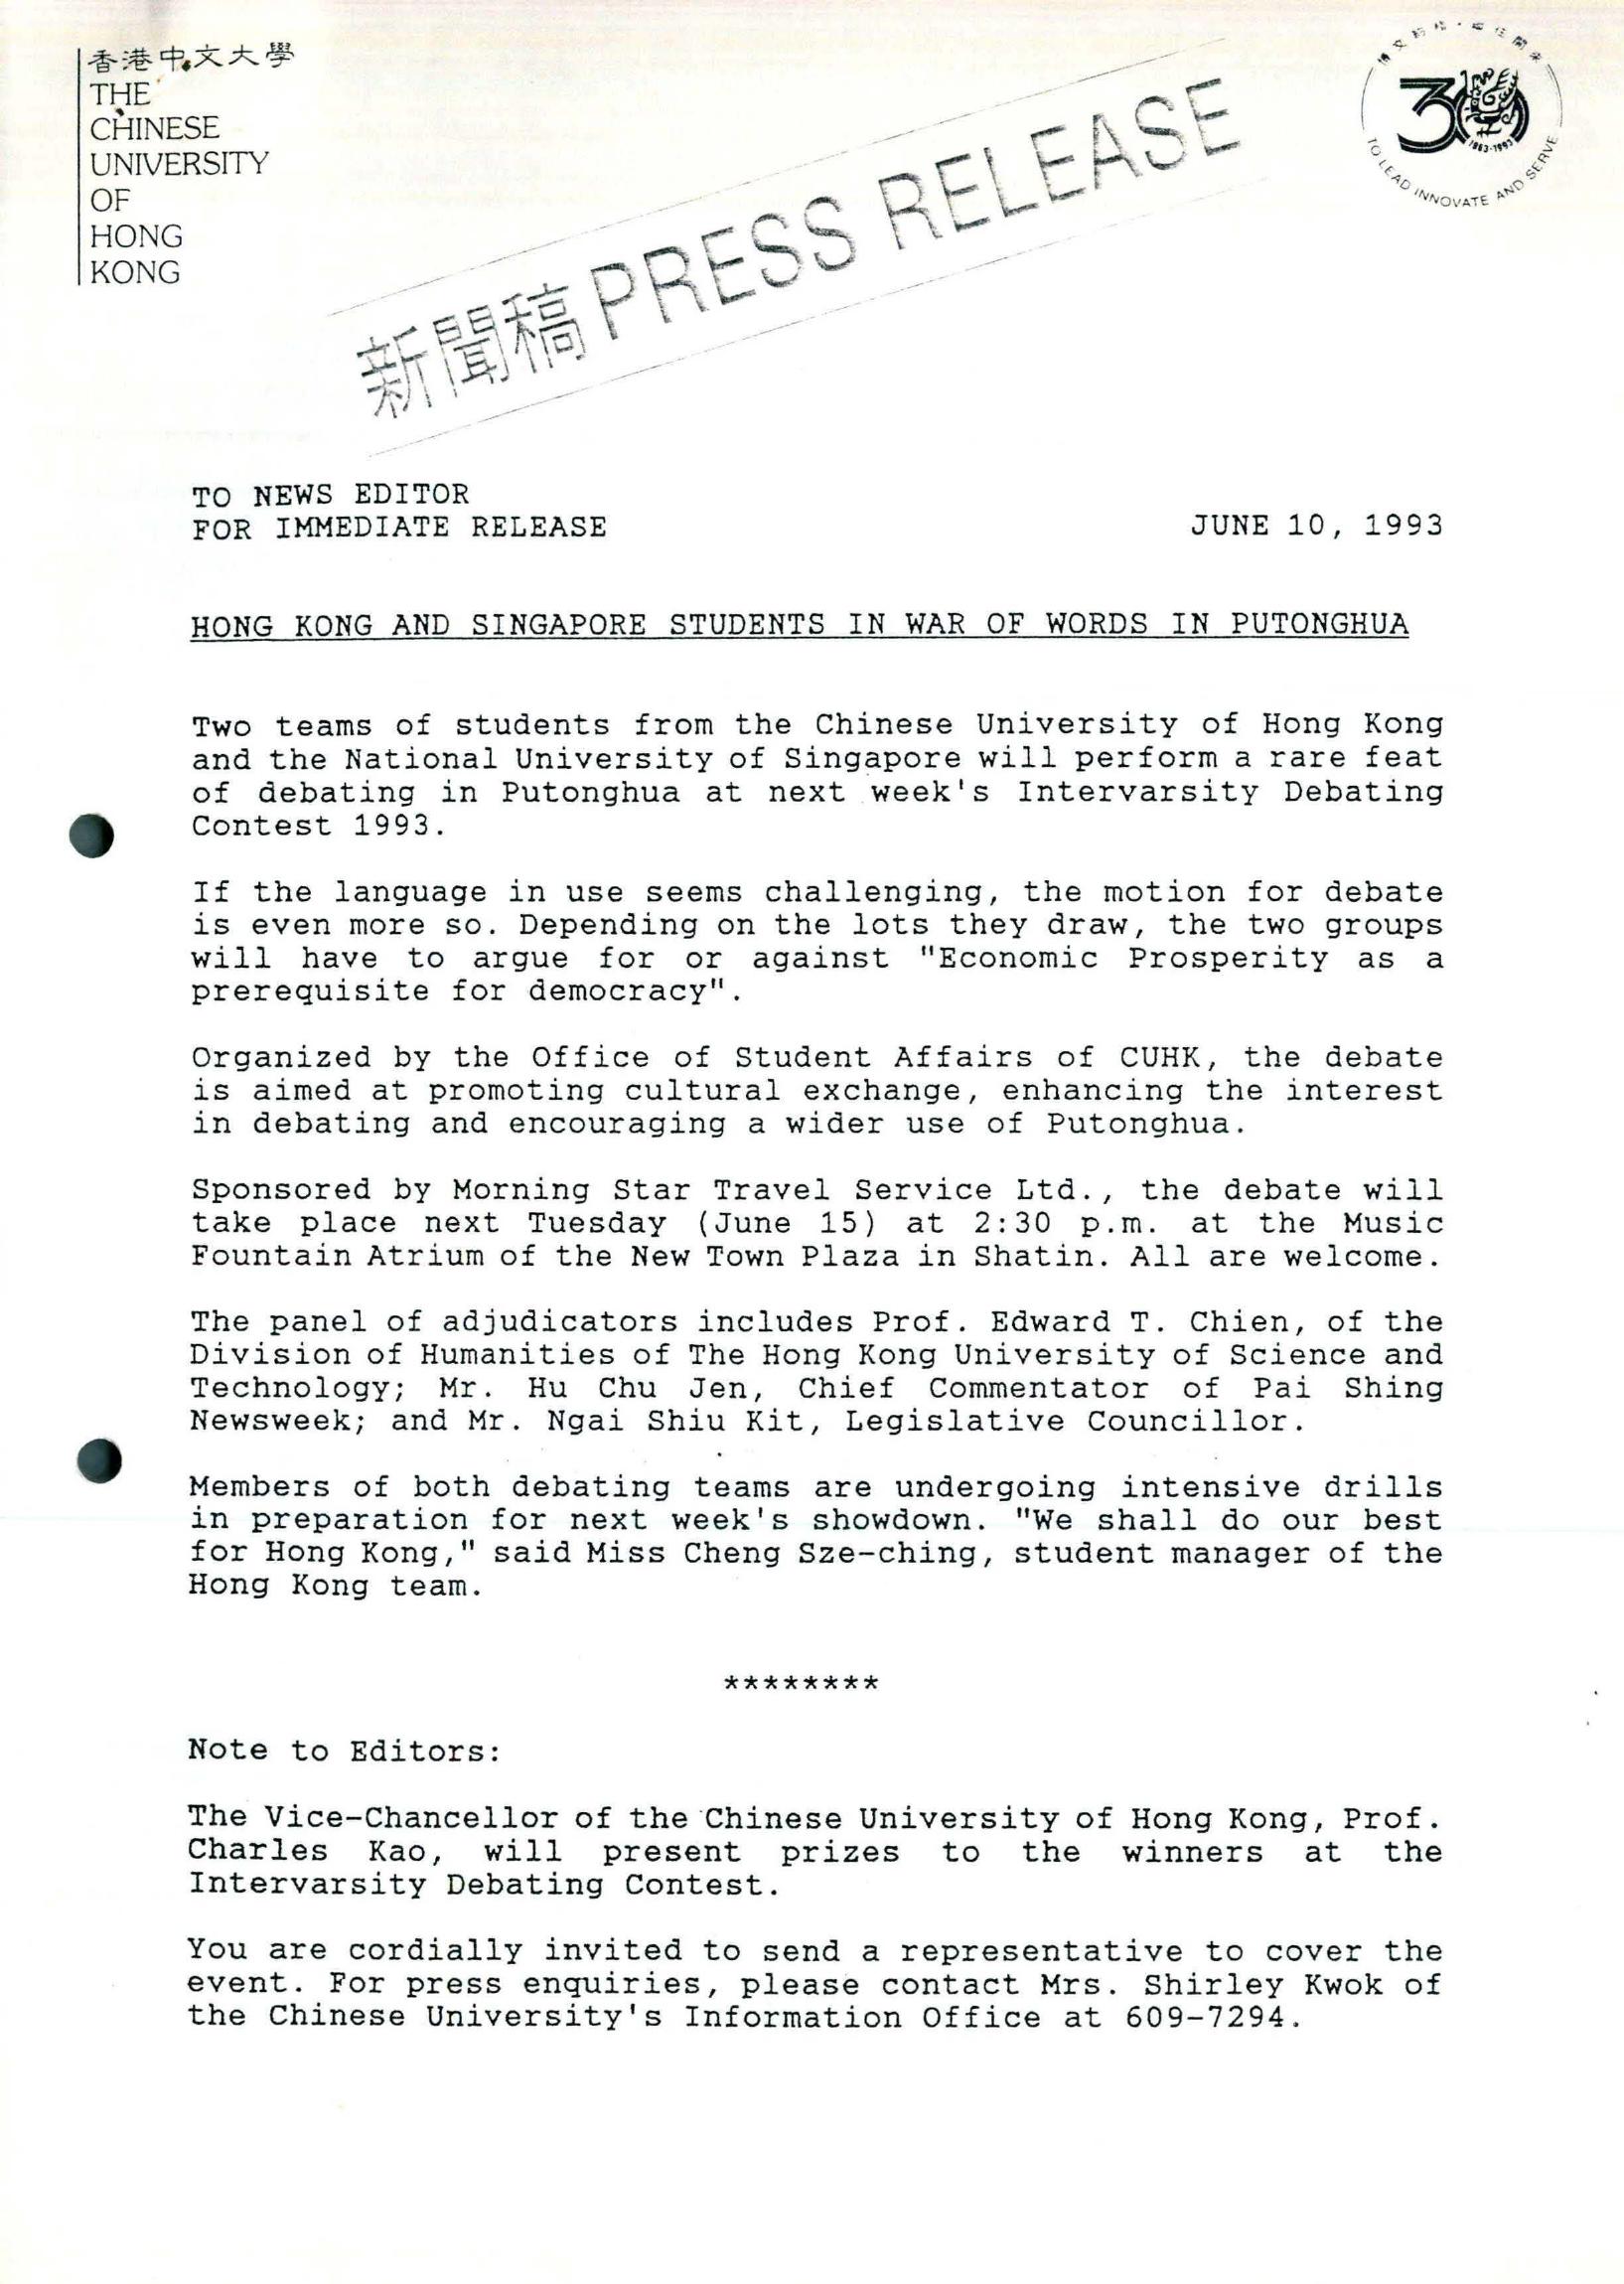 香港中文大學
THE
CHINESE
UNIVERSITY
OF
HONG
KONG
新聞稿 PRESS RELEASE
30
1963-1993
TO LEAD INNOVATE AND SERVE
TO NEWS EDITOR
FOR IMMEDIATE RELEASE JUNE 10, 1993
HONG KONG AND SINGAPORE STUDENTS IN WAR OF WORDS IN PUTONGHUA
Two teams of students from the Chinese University of Hong Kong
and the National University of Singapore will perform a rare feat
of debating in Putonghua at next week's Intervarsity Debating
Contest 1993.
If the language in use seems challenging, the motion for debate
is even more so. Depending on the lots they draw, the two groups
will have to argue for or against "Economic Prosperity as a
prerequisite for democracy".
Organized by the Office of Student Affairs of CUHK, the debate
is aimed at promoting cultural exchange, enhancing the interest
in debating and encouraging a wider use of Putonghua.
Sponsored by Morning Star Travel Service Ltd., the debate will
take place next Tuesday (June 15) at 2:30 p.m. at the Music
Fountain Atrium of the New Town Plaza in Shatin. All are welcome.
The panel of adjudicators includes Prof. Edward T. Chien, of the
Division of Humanities of The Hong Kong University of Science and
Technology; Mr. Hu Chu Jen, Chief Commentator of Pai Shing
Newsweek; and Mr. Ngai Shiu Kit, Legislative Councillor.
Members of both debating teams are undergoing intensive drills
in preparation for next week's showdown. "We shall do our best
for Hong Kong," said Miss Cheng Sze-ching, student manager of the
Hong Kong team.
********
Note to Editors:
The Vice-Chancellor of the Chinese University of Hong Kong, Prof.
Charles Kao, will present prizes to the winners at the
Intervarsity Debating Contest.
You are cordially invited to send a representative to cover the
event. For press enquiries, please contact Mrs. Shirley Kwok of
the Chinese University's Information Office at 609-7294.